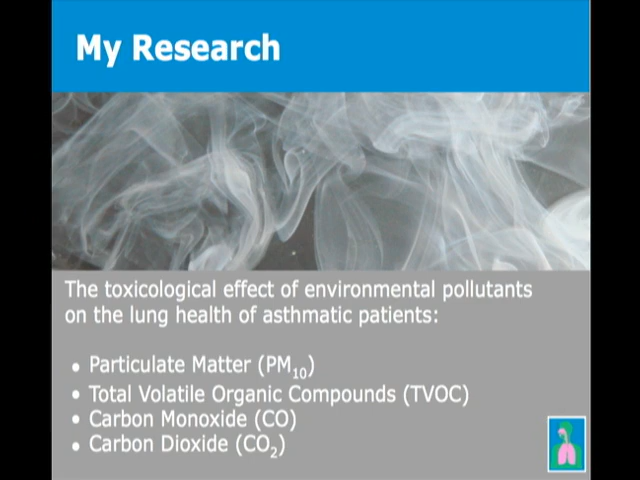 My Research
The toxicological effect of environmental pollutants
on the lung health of asthmatic patients:
• Particulate Matter (PM₁₀)
• Total Volatile Organic Compounds (TVOC)
• Carbon Monoxide (CO)
• Carbon Dioxide (CO₂)